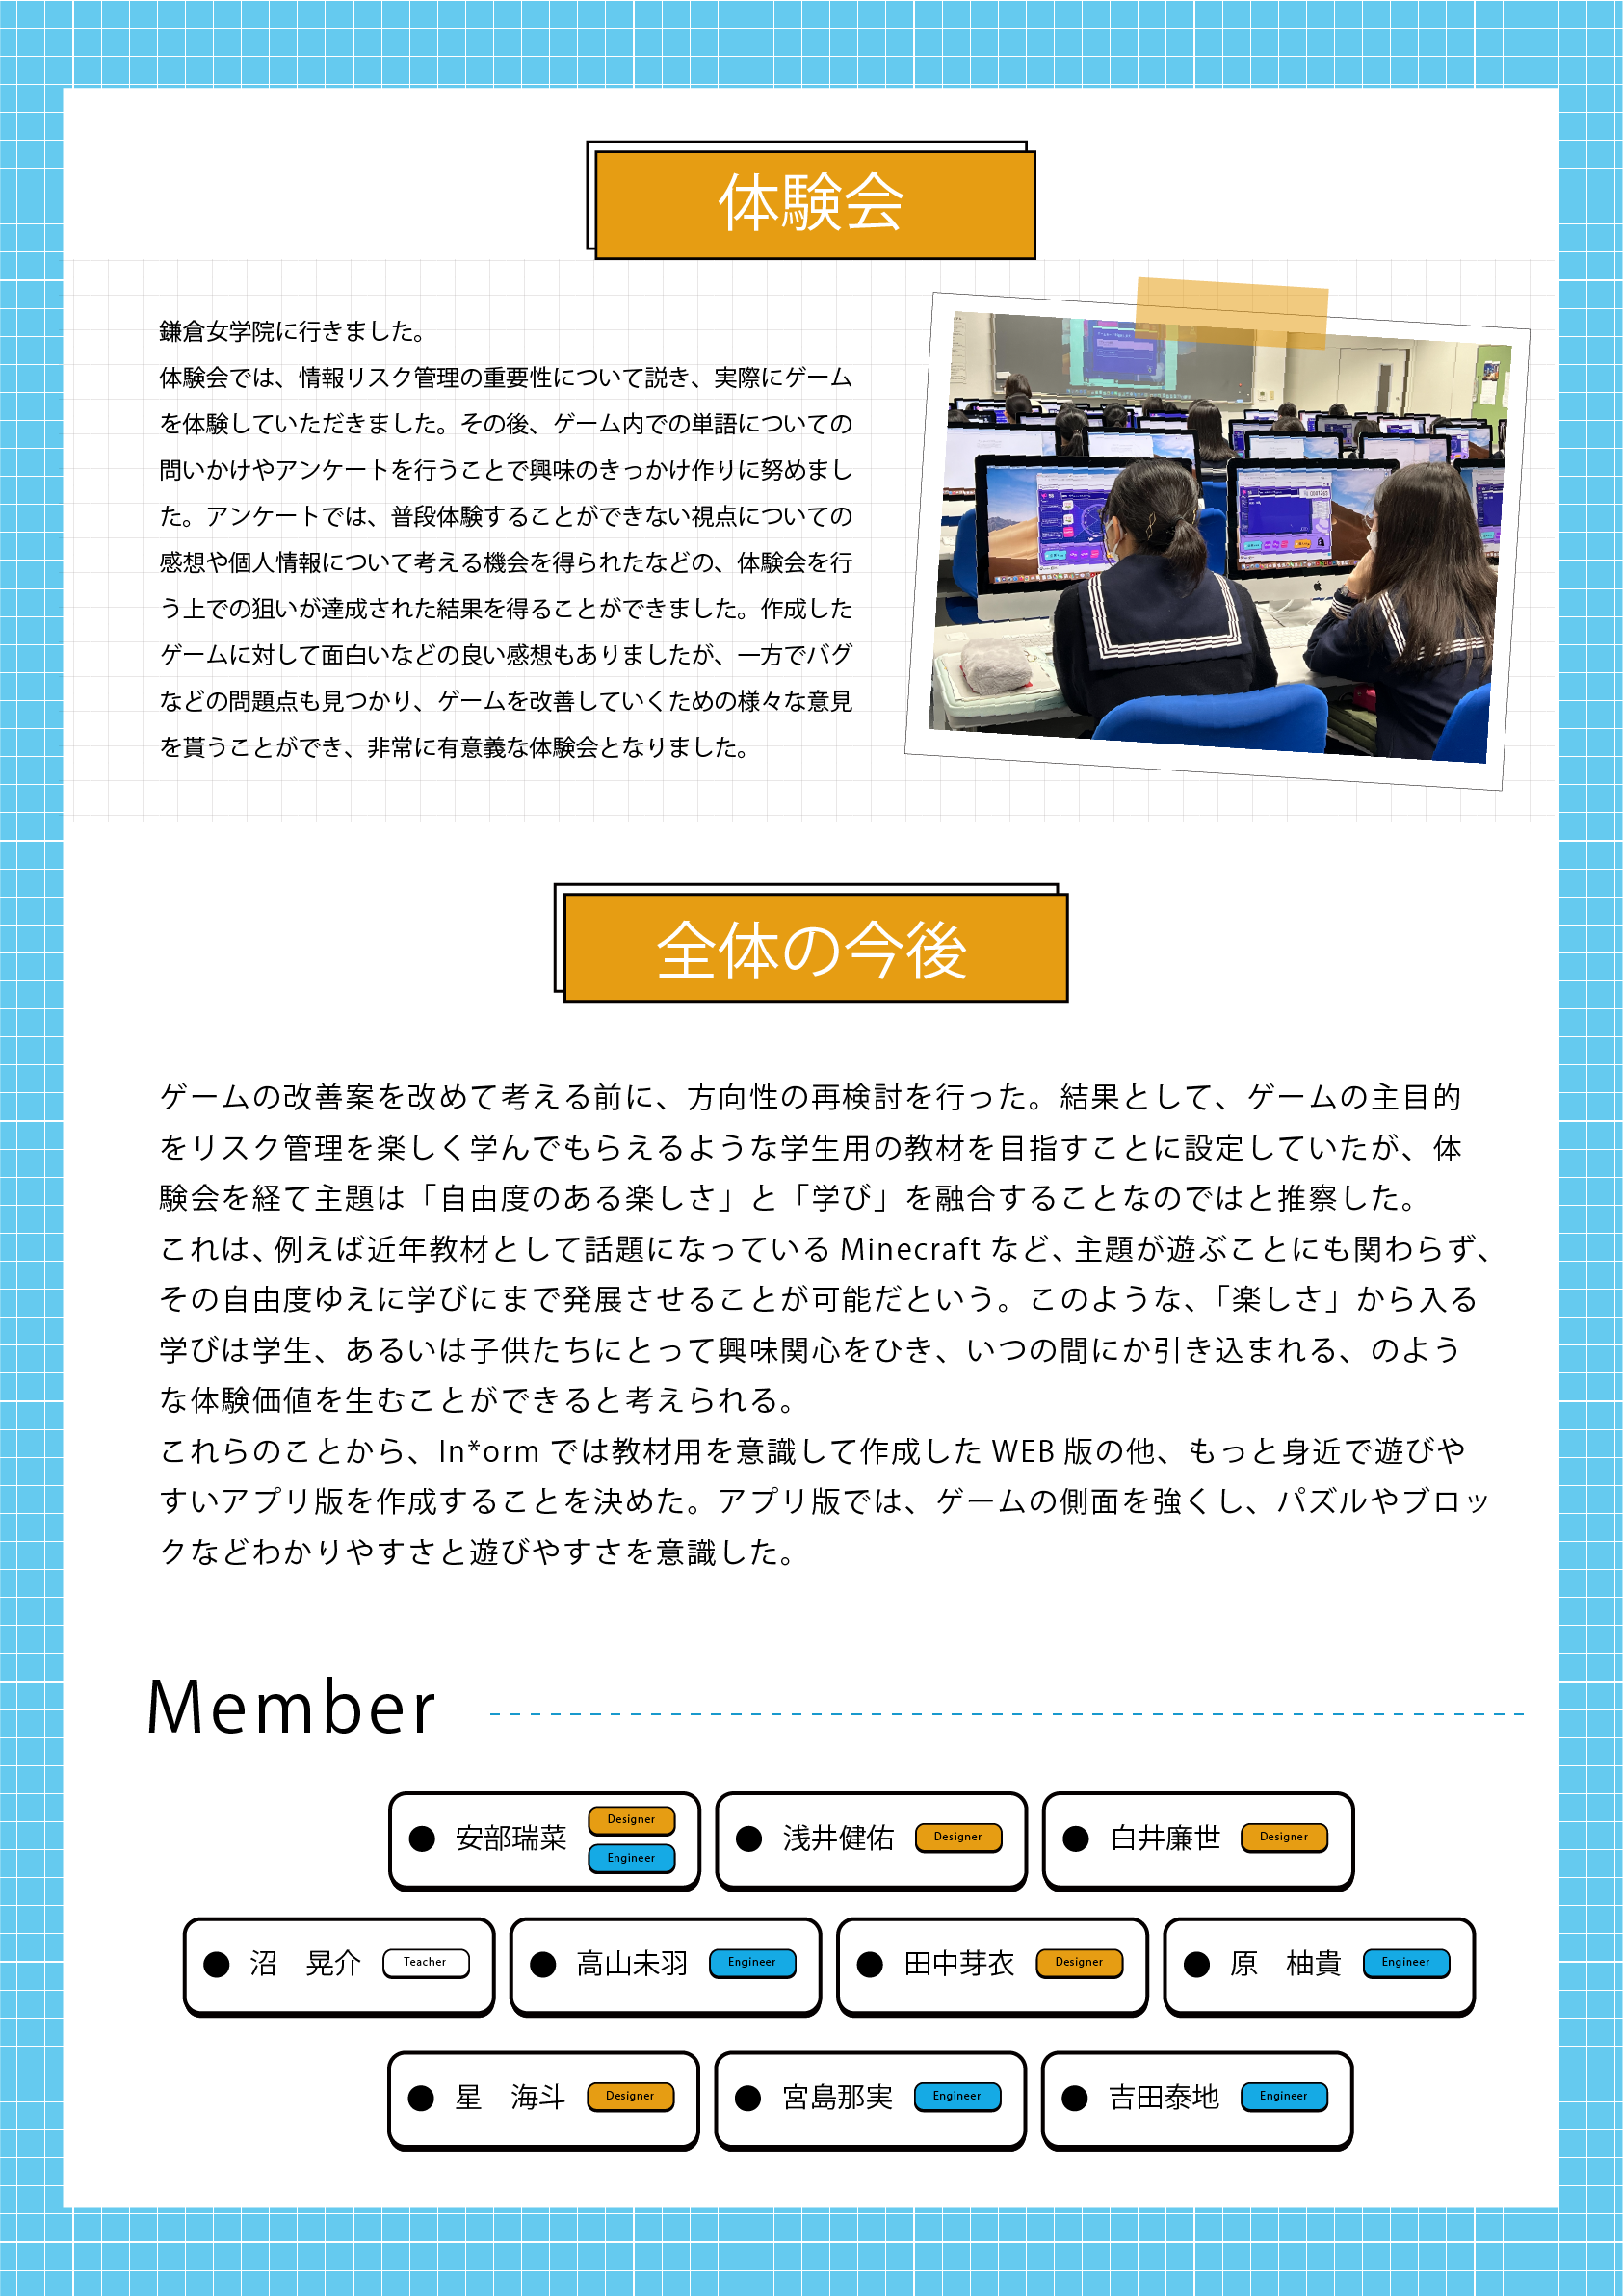 体験会
鎌倉女学院に行きました。
体験会では、情報リスク管理の重要性について説き、実際にゲーム
を体験していただきました。その後、ゲーム内での単語についての
問いかけやアンケートを行うことで興味のきっかけ作りに努めまし
た。アンケートでは、普段体験することができない視点についての
感想や個人情報について考える機会を得られたなどの、体験会を行
う上での狙いが達成された結果を得ることができました。作成した
ゲームに対して面白いなどの良い感想もありましたが、一方でバグ
などの問題点も見つかり、ゲームを改善していくための様々な意見
を貰うことができ、非常に有意義な体験会となりました。
全体の今後
ゲームの改善案を改めて考える前に、方向性の再検討を行った。結果として、ゲームの主目的
をリスク管理を楽しく学んでもらえるような学生用の教材を目指すことに設定していたが、体
験会を経て主題は「自由度のある楽しさ」と「学び」を融合することなのではと推察した。
これは、例えば近年教材として話題になっている Minecraft など、主題が遊ぶことにも関わらず、
その自由度ゆえに学びにまで発展させることが可能だという。このような、「楽しさ」から入る
学びは学生、あるいは子供たちにとって興味関心をひき、いつの間にか引き込まれる、のよう
な体験価値を生むことができると考えられる。
これらのことから、In*orm では教材用を意識して作成した WEB 版の他、もっと身近で遊びや
すいアプリ版を作成することを決めた。アプリ版では、ゲームの側面を強くし、パズルやブロッ
クなどわかりやすさと遊びやすさを意識した。
Member
安部瑞菜 Designer Engineer
浅井健佑 Designer
白井廉世 Designer
沼　晃介 Teacher
高山未羽 Engineer
田中芽衣 Designer
原　柚貴 Engineer
星　海斗 Designer
宮島那実 Engineer
吉田泰地 Engineer